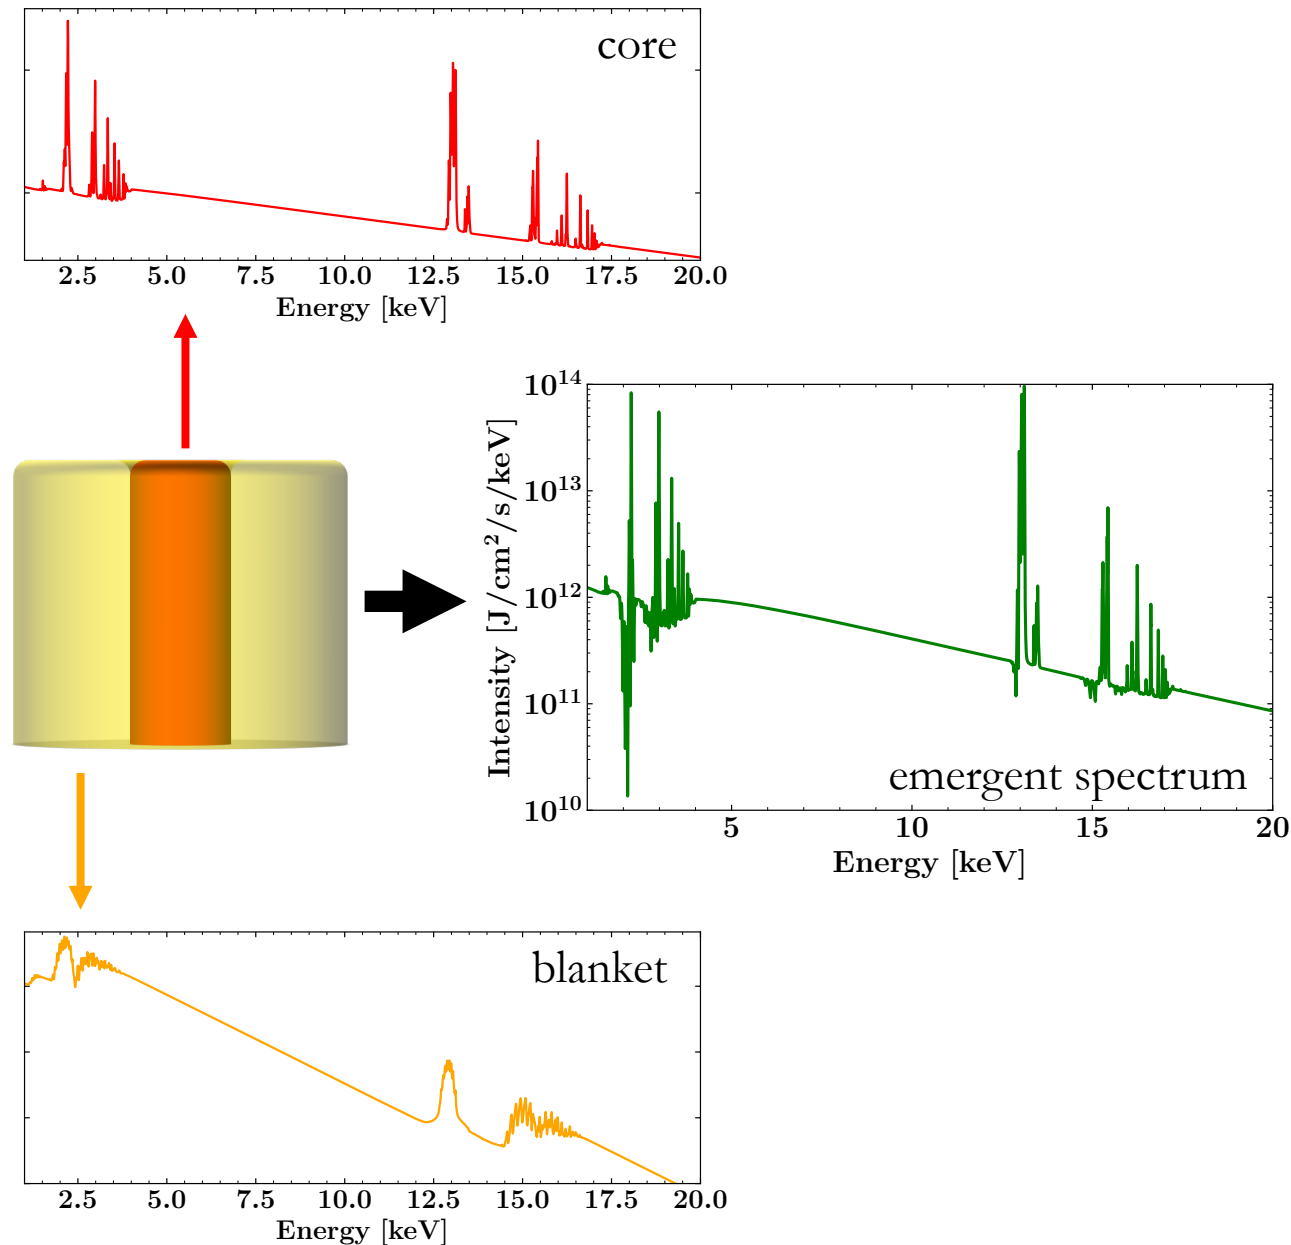 core
2.5 5.0 7.5 10.0 12.5 15.0 17.5 20.0
Energy [keV]
10¹⁴
10¹³
10¹²
10¹¹
10¹⁰
Intensity [J/cm²/s/keV]
emergent spectrum
5 10 15 20
Energy [keV]
blanket
2.5 5.0 7.5 10.0 12.5 15.0 17.5 20.0
Energy [keV]